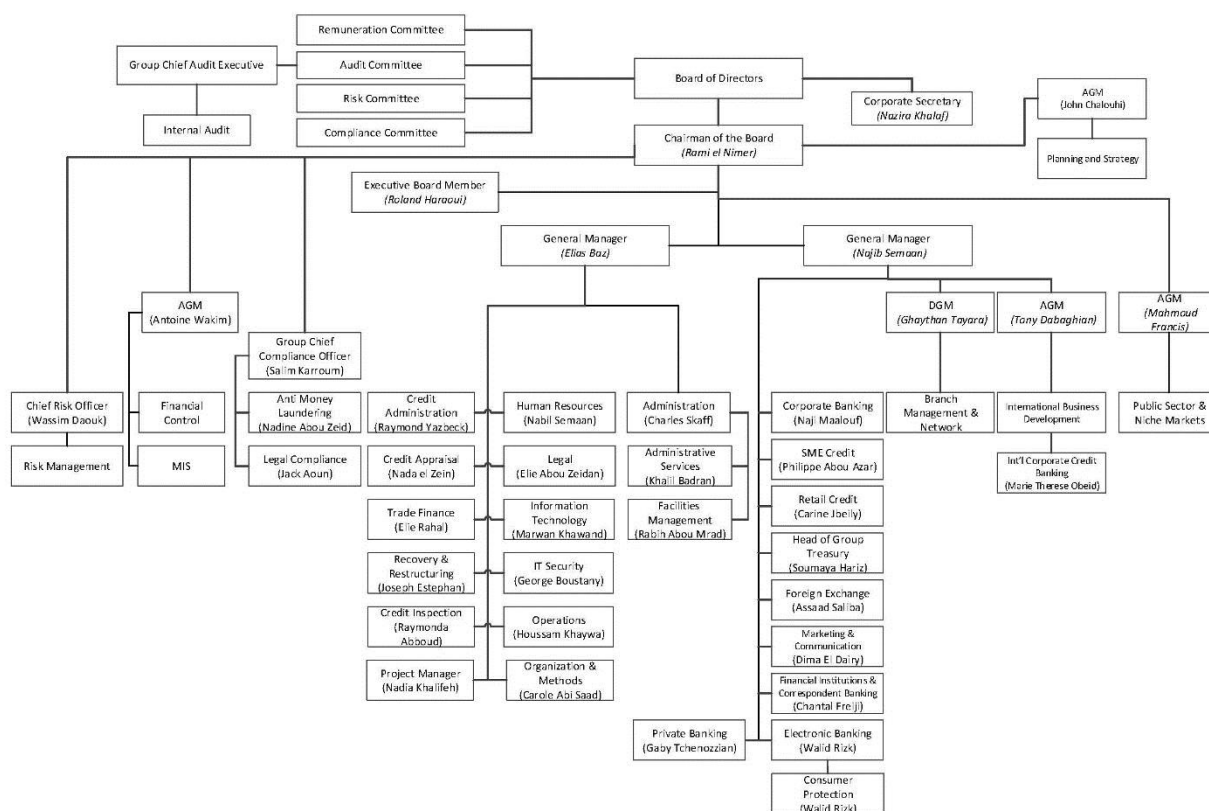 Remuneration Committee
Group Chief Audit Executive
Audit Committee
Board of Directors
Risk Committee
Corporate Secretary
(Nazira Khalaf)
AGM
(John Chalouhi)
Internal Audit
Compliance Committee
Chairman of the Board
(Rami el Nimer)
Planning and Strategy
Executive Board Member
(Roland Haraoui)
General Manager
(Elias Baz)
General Manager
(Najib Semaan)
AGM
(Antoine Wakim)
DGM
(Ghaythan Tayara)
AGM
(Tony Dabaghian)
AGM
(Mahmoud
Francis)
Group Chief
Compliance Officer
(Salim Karroum)
Chief Risk Officer
(Wassim Daouk)
Financial
Control
Anti Money
Laundering
(Nadine Abou Zeid)
Credit
Administration
(Raymond Yazbeck)
Human Resources
(Nabil Semaan)
Administration
(Charles Skaff)
Corporate Banking
(Naji Maalouf)
Branch
Management &
Network
International Business
Development
Public Sector &
Niche Markets
Risk Management
MIS
Legal Compliance
(Jack Aoun)
Credit Appraisal
(Nada el Zein)
Legal
(Elie Abou Zeidan)
Administrative
Services
(Khalil Badran)
SME Credit
(Philippe Abou Azar)
Int'l Corporate Credit
Banking
(Marie Therese Obeid)
Trade Finance
(Elie Rahal)
Information
Technology
(Marwan Khawand)
Facilities
Management
(Rabih Abou Mrad)
Retail Credit
(Carine Jbeily)
Head of Group
Treasury
(Soumaya Hariz)
Recovery &
Restructuring
(Joseph Estephan)
IT Security
(George Boustany)
Foreign Exchange
(Assaad Saliba)
Credit Inspection
(Raymonda
Abboud)
Operations
(Houssam Khaywa)
Marketing &
Communication
(Dima El Dairy)
Project Manager
(Nadia Khalifeh)
Organization &
Methods
(Carole Abi Saad)
Financial Institutions &
Correspondent Banking
(Chantal Freiji)
Private Banking
(Gaby Tchenozzian)
Electronic Banking
(Walid Rizk)
Consumer
Protection
(Walid Rizk)